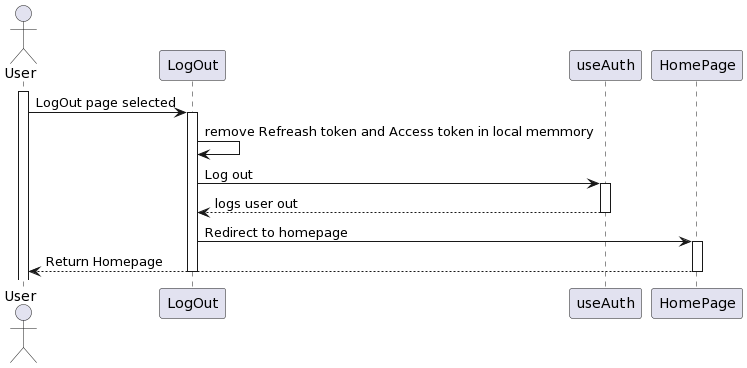 User
LogOut
useAuth
HomePage
LogOut page selected
remove Refreash token and Access token in local memmory
Log out
logs user out
Redirect to homepage
Return Homepage
User
LogOut
useAuth
HomePage